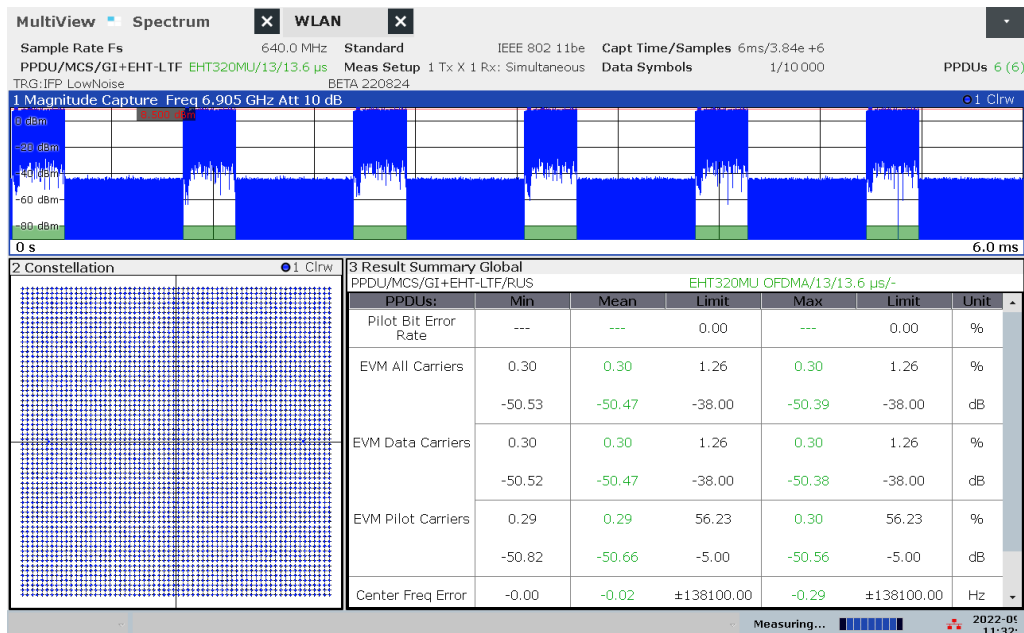 MultiView Spectrum X WLAN X
Sample Rate Fs 640.0 MHz Standard IEEE 802 11be Capt Time/Samples 6ms/3.84e +6
PPDU/MCS/GI+EHT-LTF EHT320MU/13/13.6 µs Meas Setup 1 Tx X 1 Rx: Simultaneous Data Symbols 1/10 000 PPDUs 6 (6)
TRG:IFP LowNoise BETA 220824
1 Magnitude Capture Freq 6.905 GHz Att 10 dB 1 Clrw
0 dBm
-20 dBm
-40 dBm
-60 dBm
-80 dBm
0 s 6.0 ms
2 Constellation 1 Clrw
3 Result Summary Global
PPDU/MCS/GI+EHT-LTF/RUS EHT320MU OFDMA/13/13.6 µs/-
PPDUs: Min Mean Limit Max Limit Unit
Pilot Bit Error Rate --- --- 0.00 --- 0.00 %
EVM All Carriers 0.30 0.30 1.26 0.30 1.26 %
-50.53 -50.47 -38.00 -50.39 -38.00 dB
EVM Data Carriers 0.30 0.30 1.26 0.30 1.26 %
-50.52 -50.47 -38.00 -50.38 -38.00 dB
EVM Pilot Carriers 0.29 0.29 56.23 0.30 56.23 %
-50.82 -50.66 -5.00 -50.56 -5.00 dB
Center Freq Error -0.00 -0.02 ±138100.00 -0.29 ±138100.00 Hz
Measuring... 2022-09
11:32: